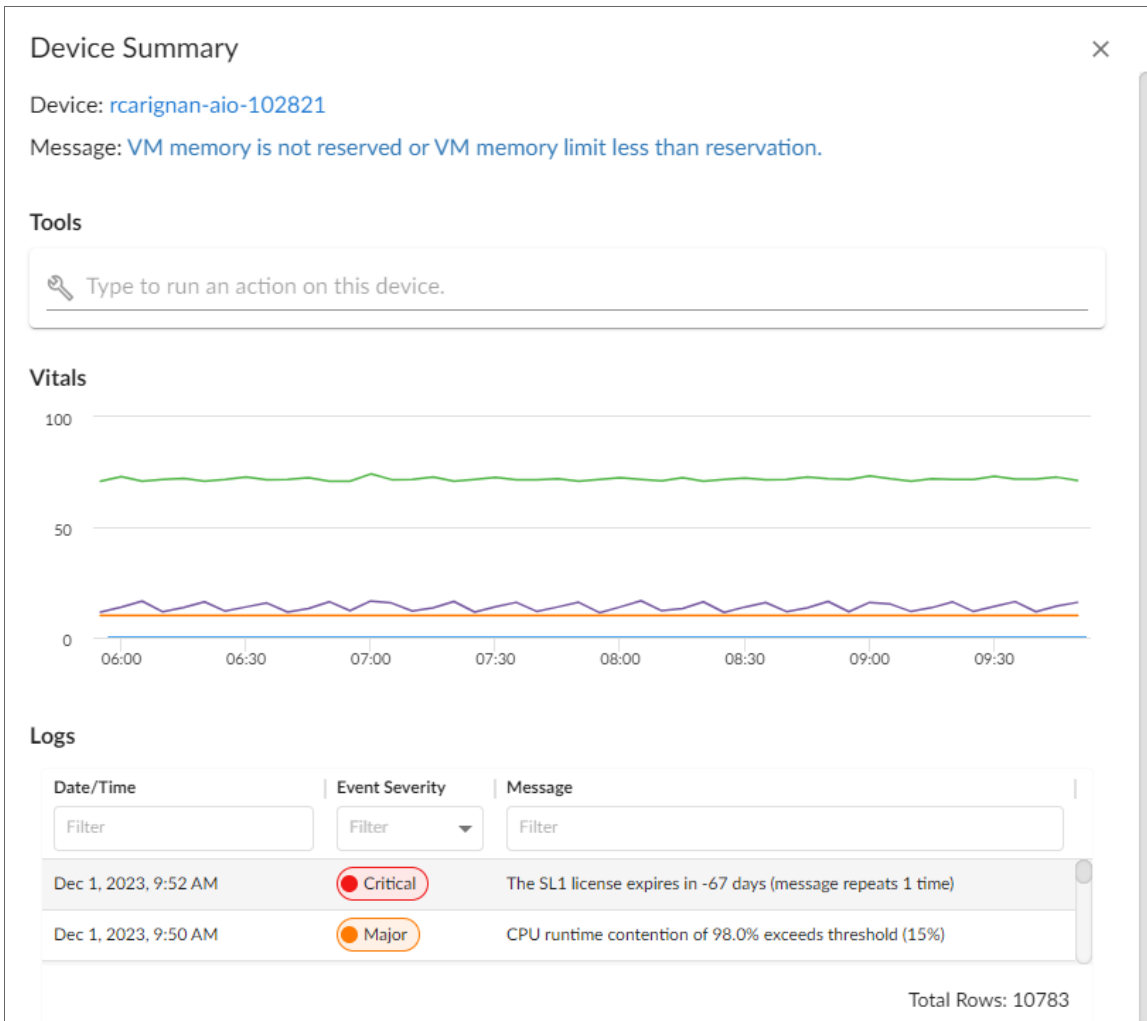 Device Summary
Device: rcarignan-aio-102821
Message: VM memory is not reserved or VM memory limit less than reservation.
Tools
Type to run an action on this device.
Vitals
100
50
0
06:00 06:30 07:00 07:30 08:00 08:30 09:00 09:30
Logs
Date/Time Event Severity Message
Filter Filter Filter
Dec 1, 2023, 9:52 AM Critical The SL1 license expires in -67 days (message repeats 1 time)
Dec 1, 2023, 9:50 AM Major CPU runtime contention of 98.0% exceeds threshold (15%)
Total Rows: 10783